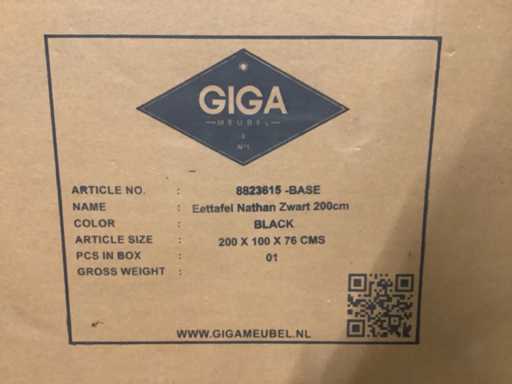 GIGA
MEUBEL
N°1
ARTICLE NO. : 8823615 -BASE
NAME : Eettafel Nathan Zwart 200cm
COLOR : BLACK
ARTICLE SIZE : 200 X 100 X 76 CMS
PCS IN BOX : 01
GROSS WEIGHT :
WWW.GIGAMEUBEL.NL